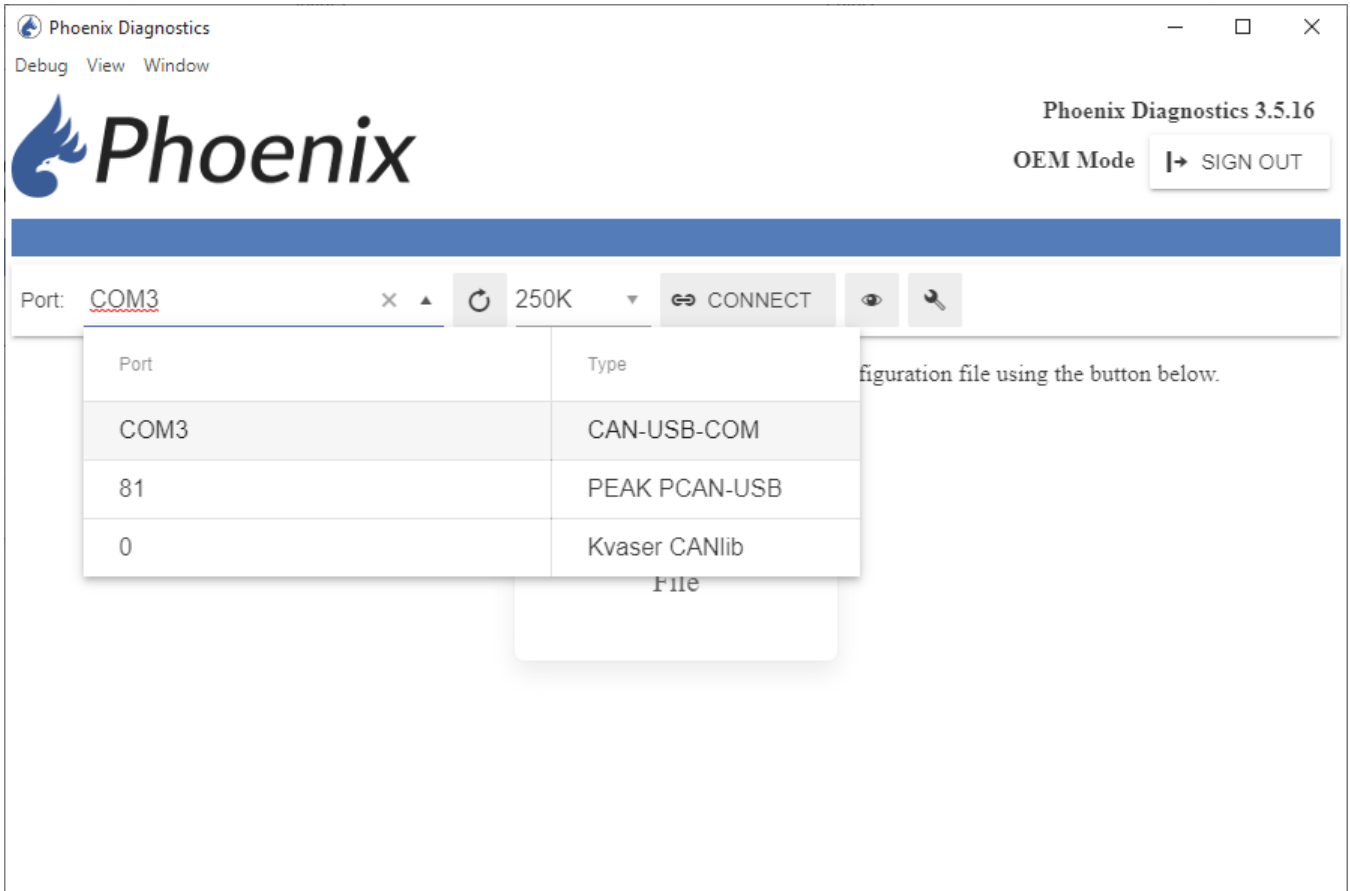 Phoenix Diagnostics
Debug View Window
Phoenix
Phoenix Diagnostics 3.5.16
OEM Mode SIGN OUT
Port: COM3 250K CONNECT
Port Type
figuration file using the button below.
COM3 CAN-USB-COM
81 PEAK PCAN-USB
0 Kvaser CANlib
File